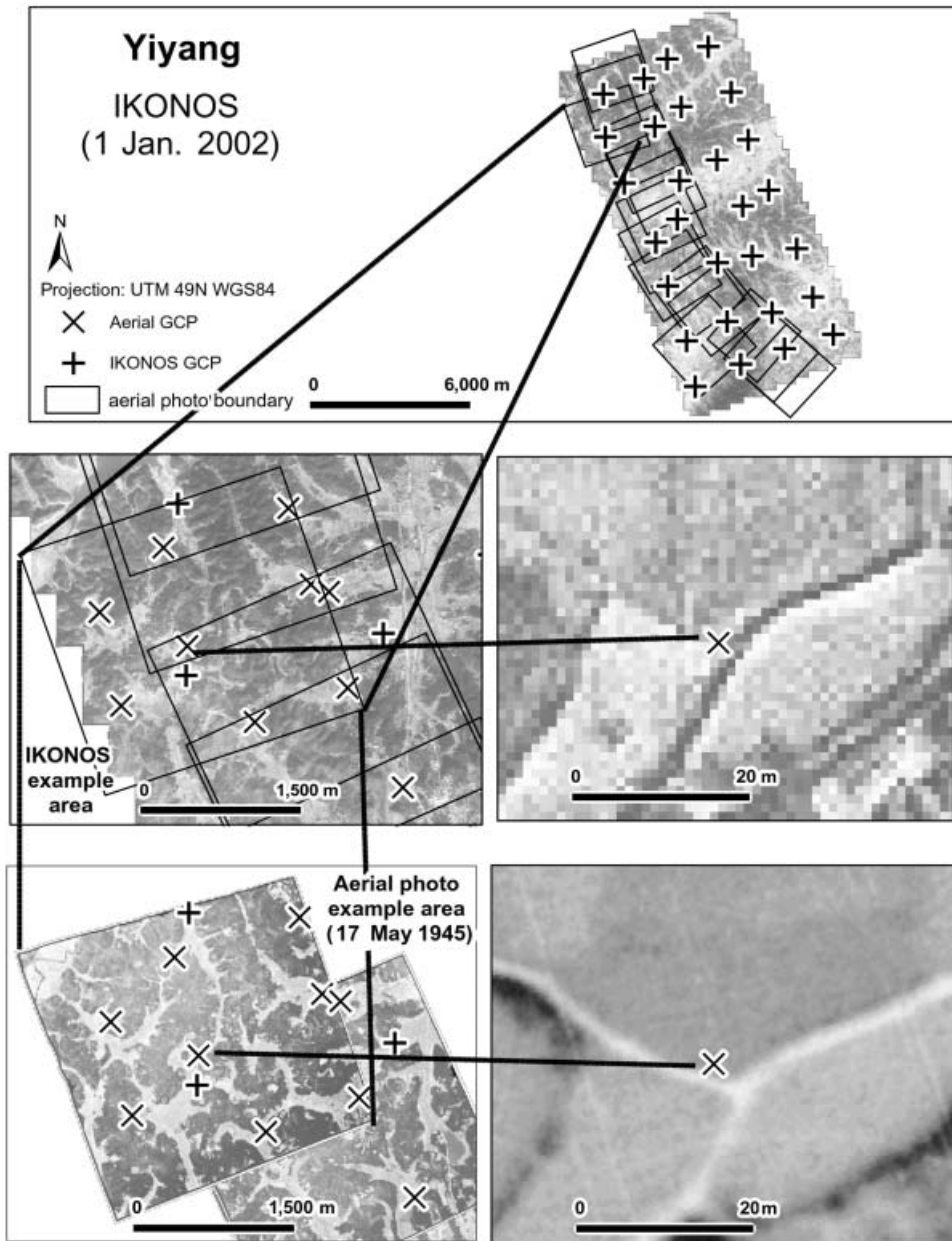 Yiyang
IKONOS
(1 Jan. 2002)
N
Projection: UTM 49N WGS84
Aerial GCP
IKONOS GCP
aerial photo boundary
0
6,000 m
IKONOS
example
area
0
1,500 m
0
20 m
Aerial photo
example area
(17 May 1945)
0
1,500 m
0
20 m